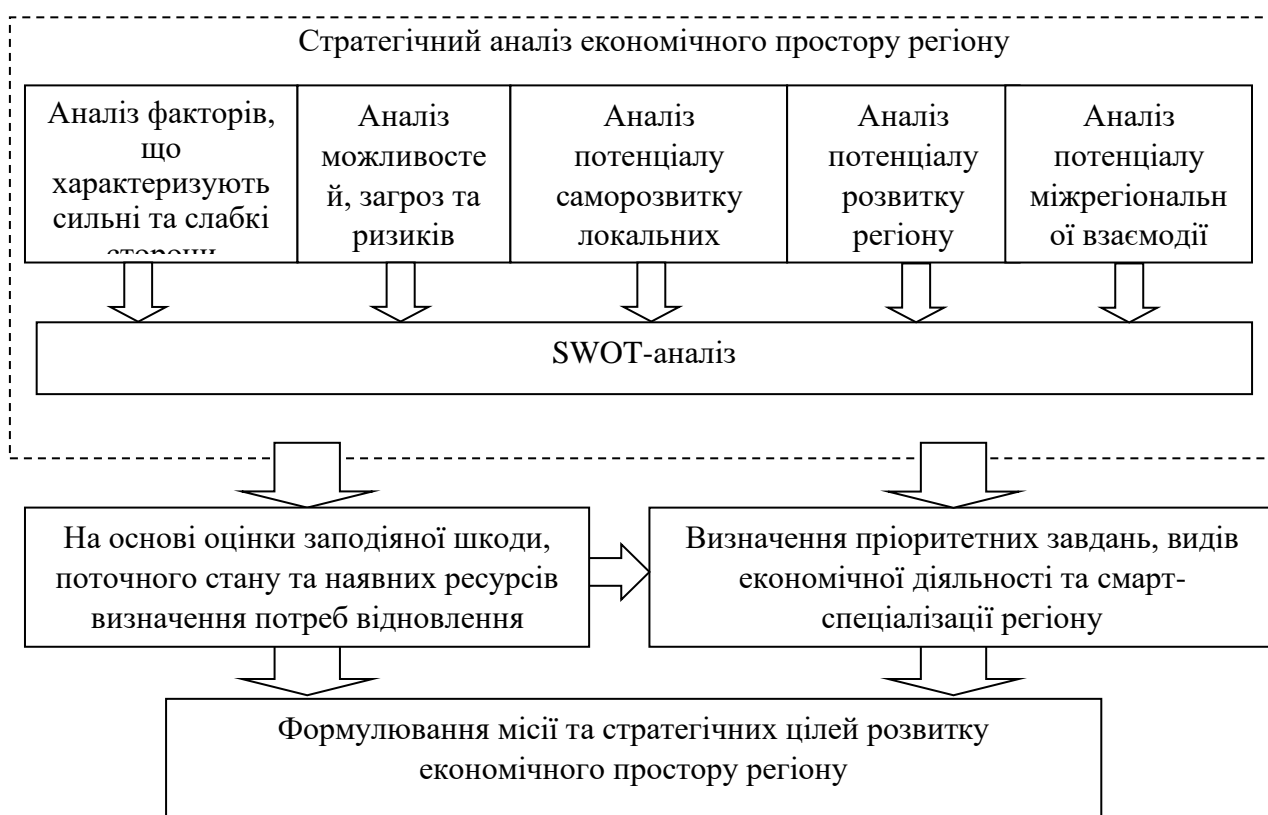 Стратегічний аналіз економічного простору регіону
Аналіз факторів,
що
характеризують
сильні та слабкі
сторони
Аналіз
можливосте
й, загроз та
ризиків
Аналіз
потенціалу
саморозвитку
локальних
Аналіз
потенціалу
розвитку
регіону
Аналіз
потенціалу
міжрегіональн
ої взаємодії
SWOT-аналіз
На основі оцінки заподіяної шкоди,
поточного стану та наявних ресурсів
визначення потреб відновлення
Визначення пріоритетних завдань, видів
економічної діяльності та смарт-
спеціалізації регіону
Формулювання місії та стратегічних цілей розвитку
економічного простору регіону